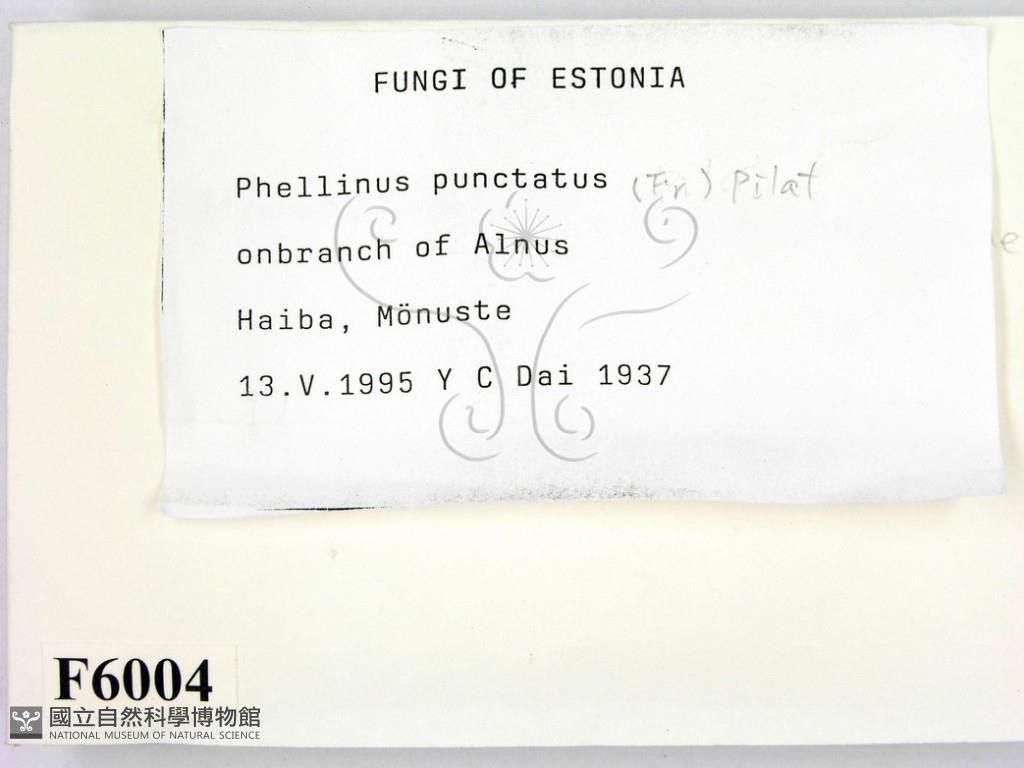 FUNGI OF ESTONIA
Phellinus punctatus (Fr.) Pilat
onbranch of Alnus
Haiba, Mönuste
13.V.1995 Y C Dai 1937
F6004
國立自然科學博物館
NATIONAL MUSEUM OF NATURAL SCIENCE